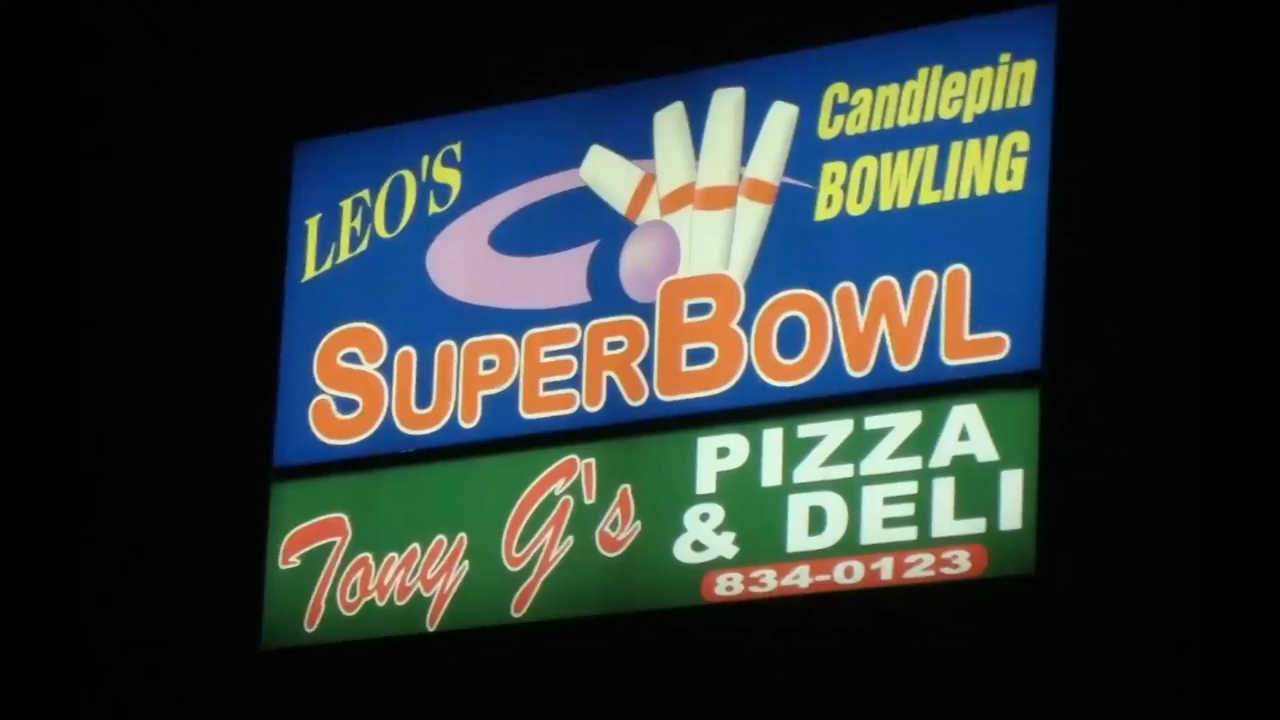 LEO'S
Candlepin
BOWLING
SUPERBOWL
Tony G's
PIZZA
& DELI
834-0123